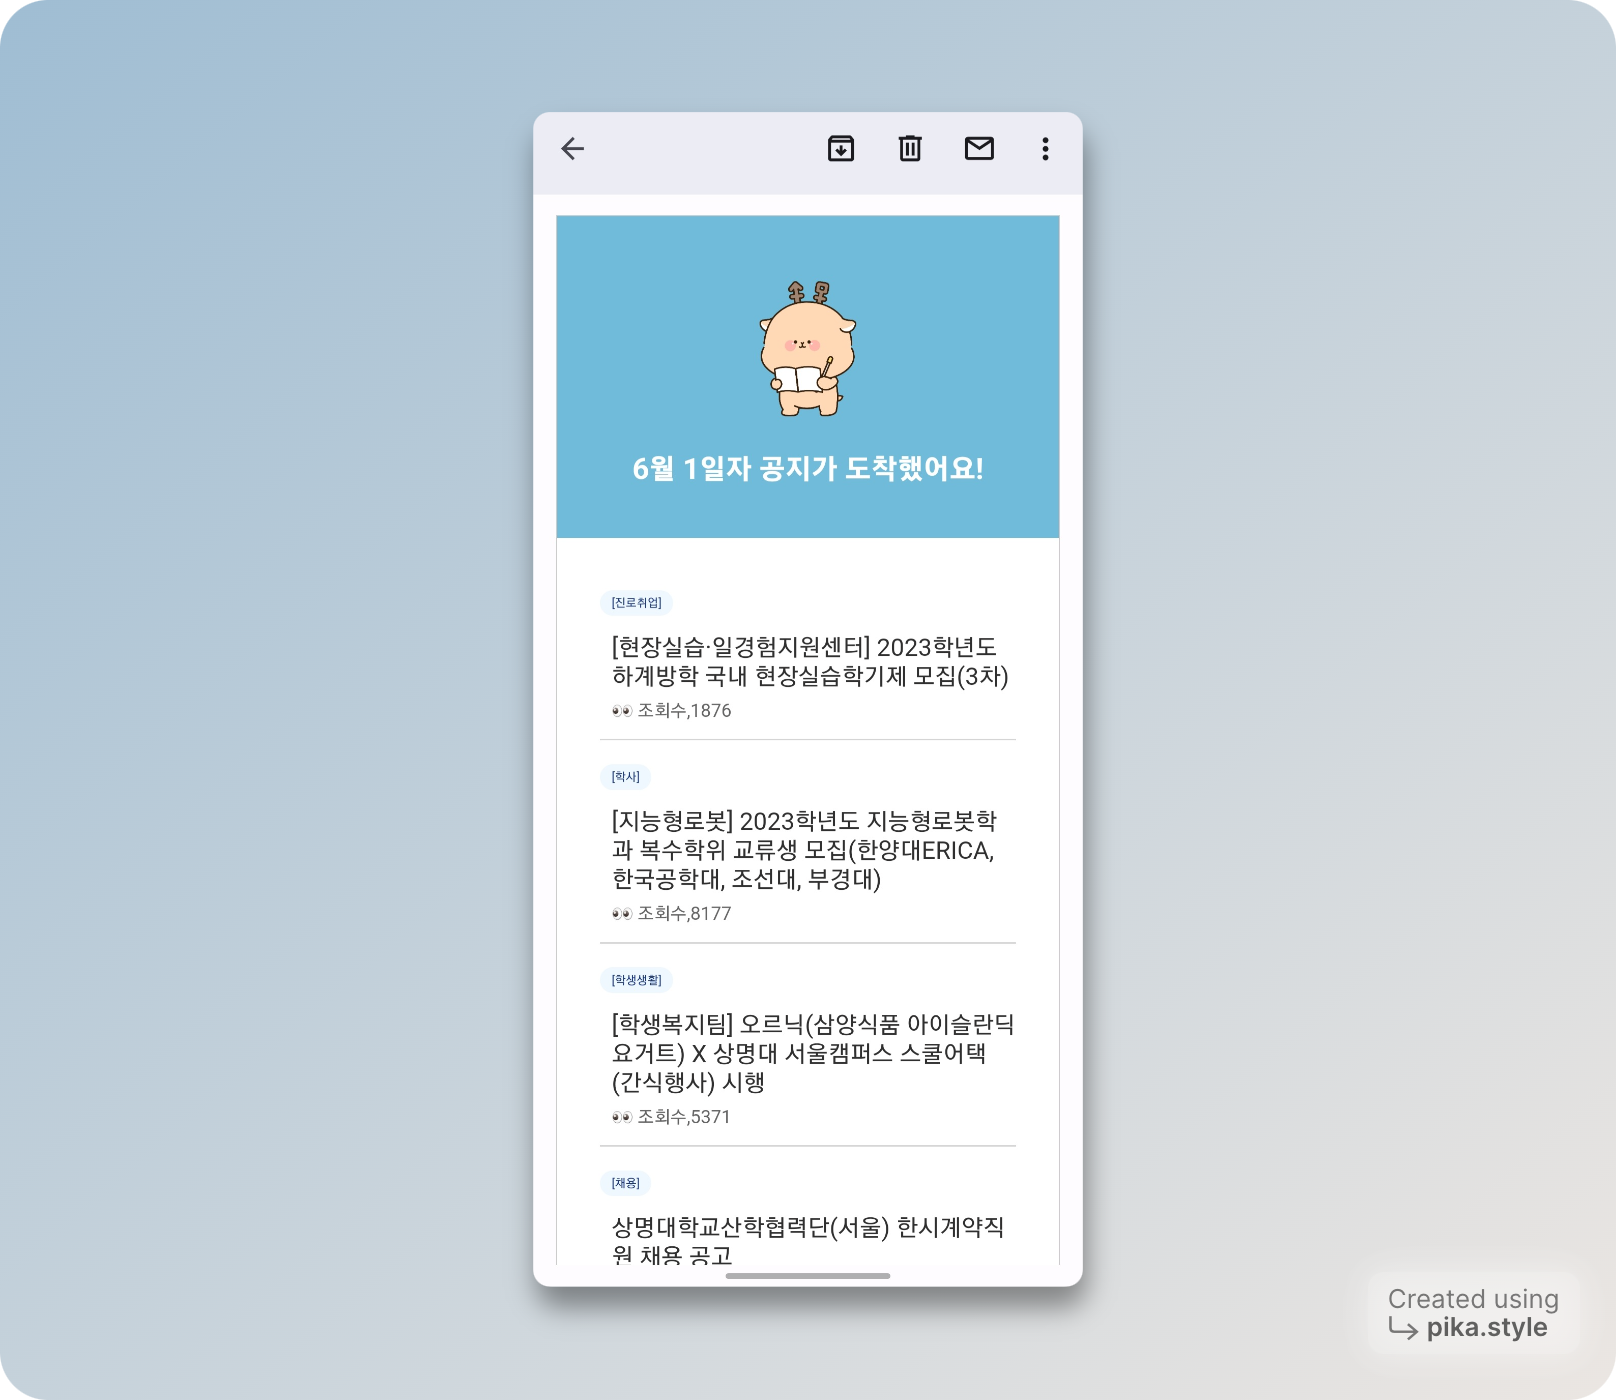 6월 1일자 공지가 도착했어요!
[진로취업]
[현장실습·일경험지원센터] 2023학년도
하계방학 국내 현장실습학기제 모집(3차)
👀 조회수,1876
[학사]
[지능형로봇] 2023학년도 지능형로봇학
과 복수학위 교류생 모집(한양대ERICA,
한국공학대, 조선대, 부경대)
👀 조회수,8177
[학생생활]
[학생복지팀] 오르닉(삼양식품 아이슬란딕
요거트) X 상명대 서울캠퍼스 스쿨어택
(간식행사) 시행
👀 조회수,5371
[채용]
상명대학교산학협력단(서울) 한시계약직
원 채용 공고
Created using
pika.style